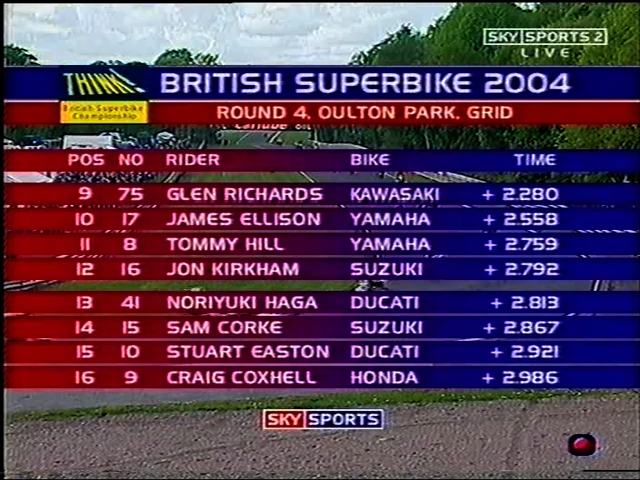 SKY SPORTS 2
LIVE
THINK! BRITISH SUPERBIKE 2004
British Superbike
Championship
ROUND 4, OULTON PARK, GRID
POS NO RIDER BIKE TIME
9 75 GLEN RICHARDS KAWASAKI + 2.280
10 17 JAMES ELLISON YAMAHA + 2.558
11 8 TOMMY HILL YAMAHA + 2.759
12 16 JON KIRKHAM SUZUKI + 2.792
13 41 NORIYUKI HAGA DUCATI + 2.813
14 15 SAM CORKE SUZUKI + 2.867
15 10 STUART EASTON DUCATI + 2.921
16 9 CRAIG COXHELL HONDA + 2.986
SKY SPORTS